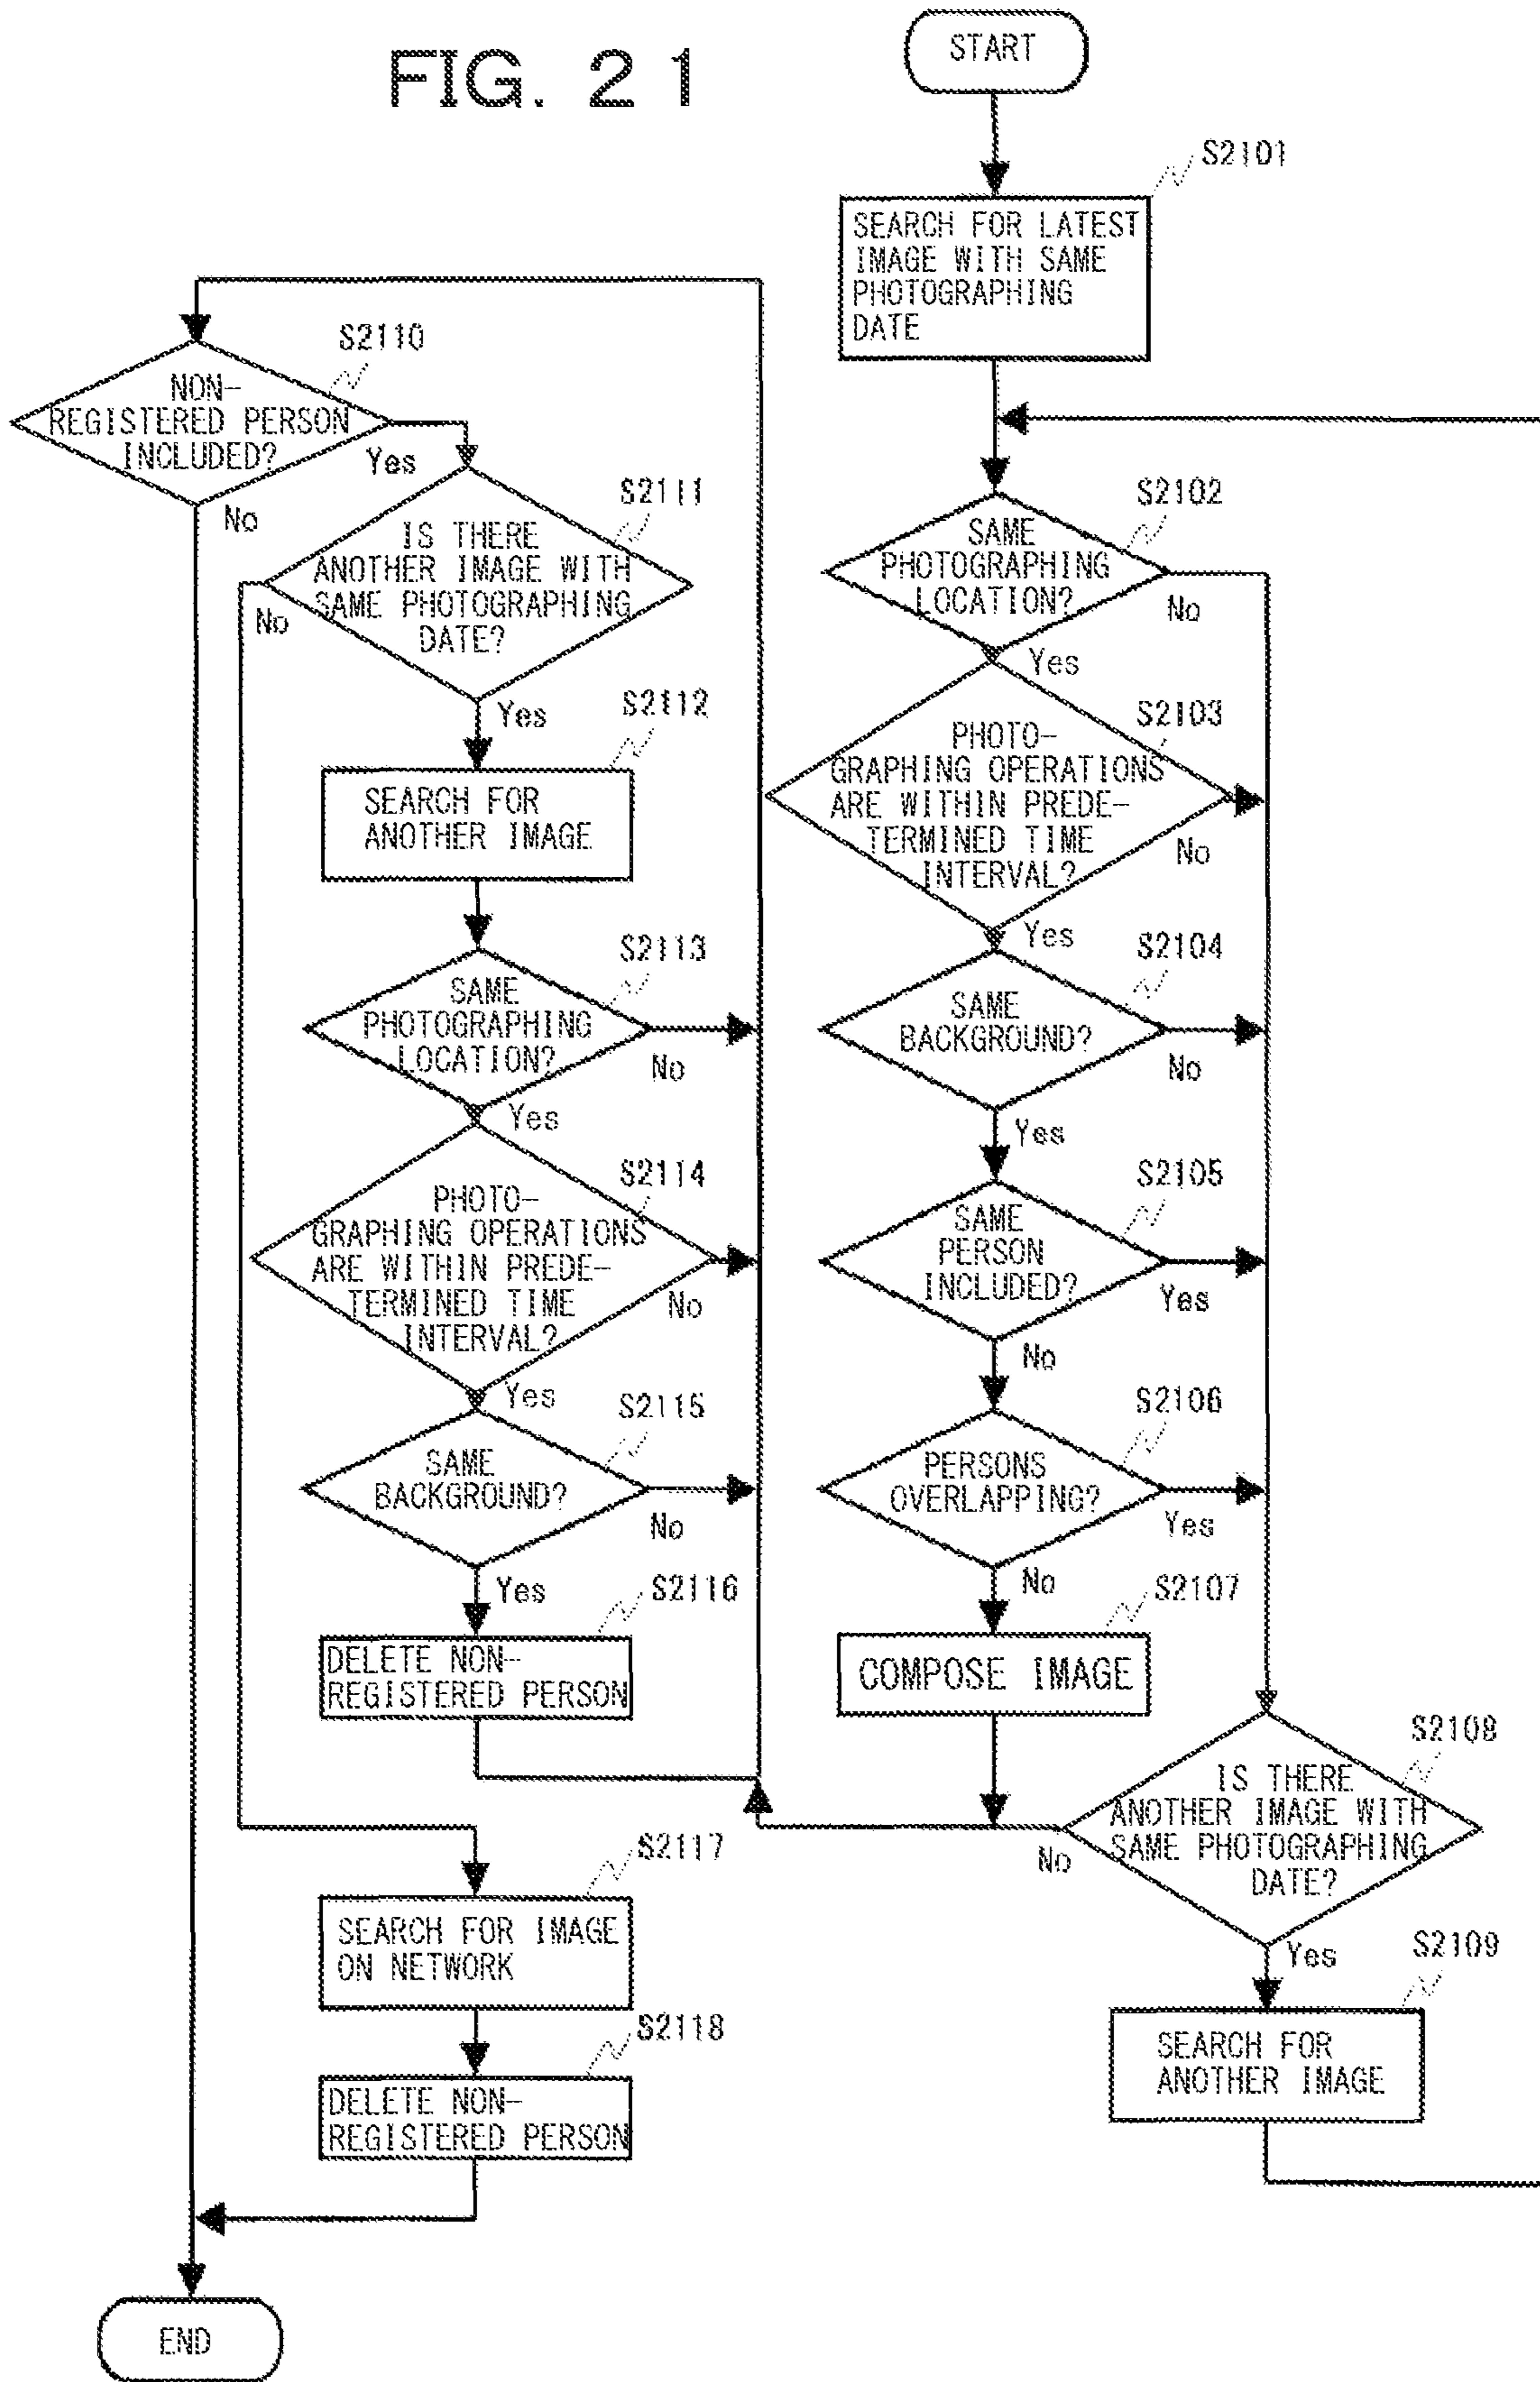 FIG. 21
START
S2101
SEARCH FOR LATEST
IMAGE WITH SAME
PHOTOGRAPHING
DATE
S2102
SAME
PHOTOGRAPHING
LOCATION?
No
Yes
S2103
PHOTO-
GRAPHING OPERATIONS
ARE WITHIN PREDE-
TERMINED TIME
INTERVAL?
No
Yes
S2104
SAME
BACKGROUND?
No
Yes
S2105
SAME
PERSON
INCLUDED?
Yes
No
S2106
PERSONS
OVERLAPPING?
Yes
No
S2107
COMPOSE IMAGE
S2108
IS THERE
ANOTHER IMAGE WITH
SAME PHOTOGRAPHING
DATE?
No
Yes
S2109
SEARCH FOR
ANOTHER IMAGE
S2110
NON-
REGISTERED PERSON
INCLUDED?
Yes
No
S2111
IS THERE
ANOTHER IMAGE WITH
SAME PHOTOGRAPHING
DATE?
No
Yes
S2112
SEARCH FOR
ANOTHER IMAGE
S2113
SAME
PHOTOGRAPHING
LOCATION?
No
Yes
S2114
PHOTO-
GRAPHING OPERATIONS
ARE WITHIN PREDE-
TERMINED TIME
INTERVAL?
No
Yes
S2115
SAME
BACKGROUND?
No
Yes
S2116
DELETE NON-
REGISTERED PERSON
S2117
SEARCH FOR IMAGE
ON NETWORK
S2118
DELETE NON-
REGISTERED PERSON
END